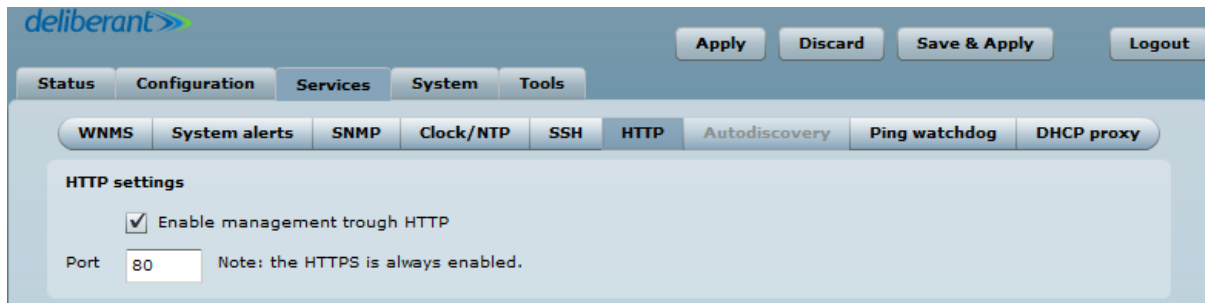 deliberant
Apply Discard Save & Apply Logout
Status Configuration Services System Tools
WNMS System alerts SNMP Clock/NTP SSH HTTP Autodiscovery Ping watchdog DHCP proxy
HTTP settings
Enable management trough HTTP
Port 80 Note: the HTTPS is always enabled.